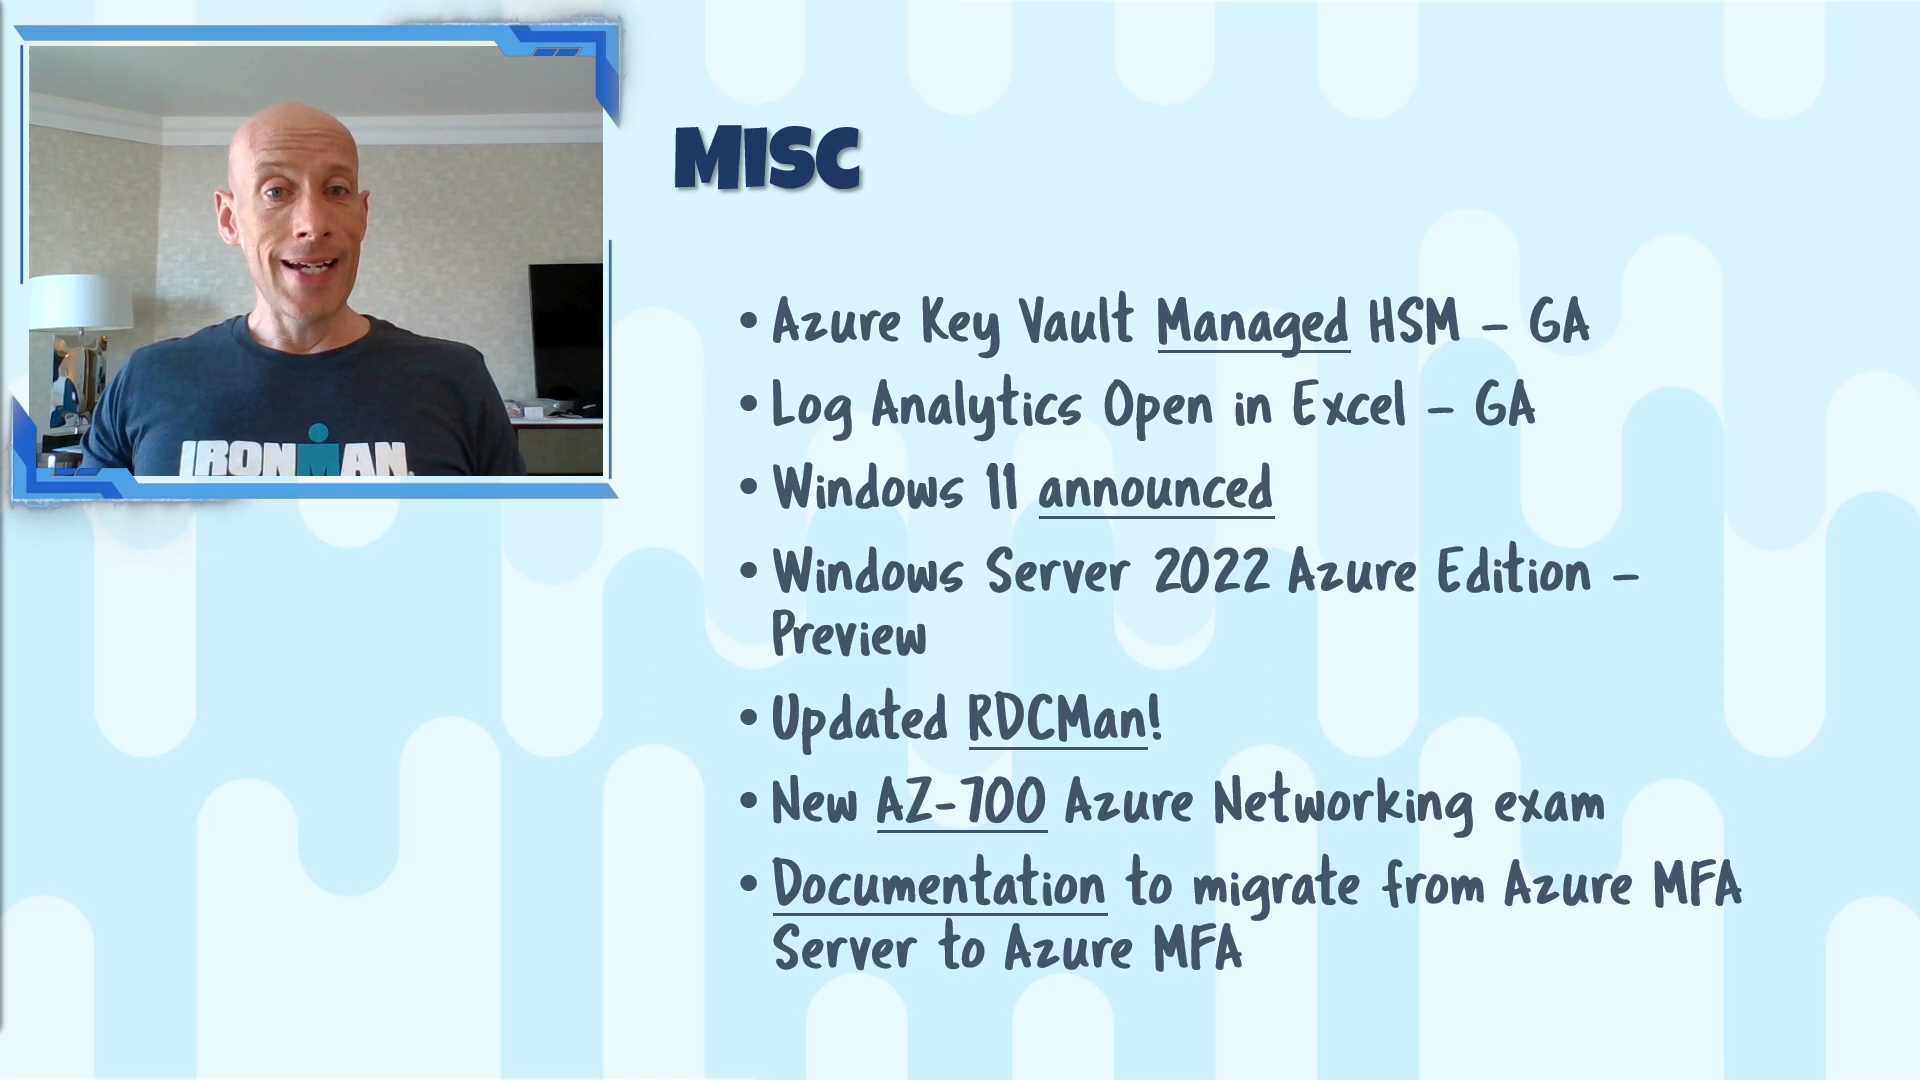 MISC
• Azure Key Vault Managed HSM – GA
• Log Analytics Open in Excel – GA
• Windows 11 announced
• Windows Server 2022 Azure Edition –
Preview
• Updated RDCMan!
• New AZ-700 Azure Networking exam
• Documentation to migrate from Azure MFA
Server to Azure MFA
IRONMAN